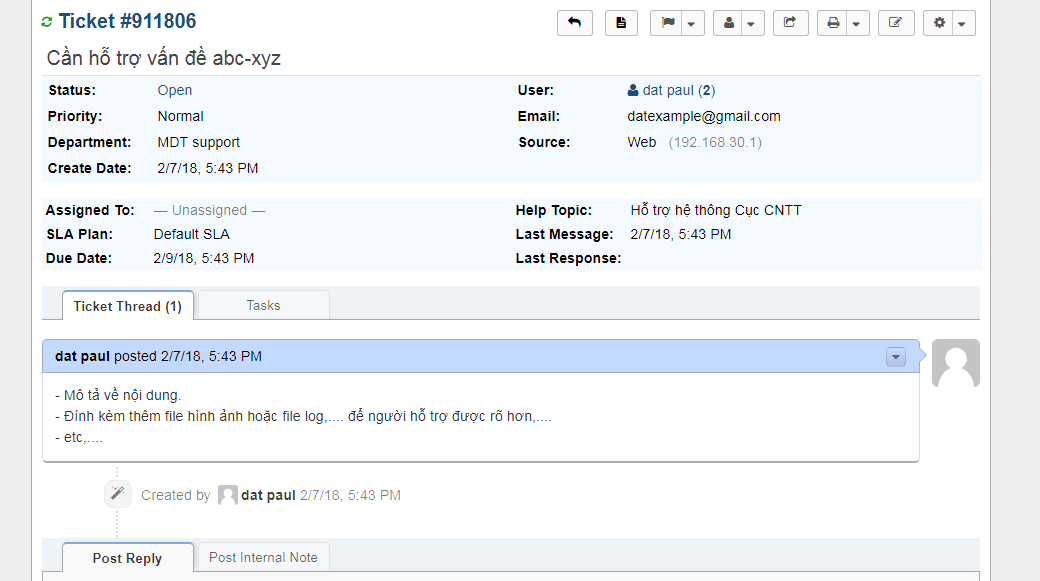 Ticket #911806
Cần hỗ trợ vấn đề abc-xyz
Status: Open
User: dat paul (2)
Priority: Normal
Email: datexample@gmail.com
Department: MDT support
Source: Web (192.168.30.1)
Create Date: 2/7/18, 5:43 PM
Assigned To: — Unassigned —
Help Topic: Hỗ trợ hệ thông Cục CNTT
SLA Plan: Default SLA
Last Message: 2/7/18, 5:43 PM
Due Date: 2/9/18, 5:43 PM
Last Response:
Ticket Thread (1) Tasks
dat paul posted 2/7/18, 5:43 PM
- Mô tả về nội dung.
- Đính kèm thêm file hình ảnh hoặc file log,.... để người hỗ trợ được rõ hơn,....
- etc,....
Created by dat paul 2/7/18, 5:43 PM
Post Reply Post Internal Note